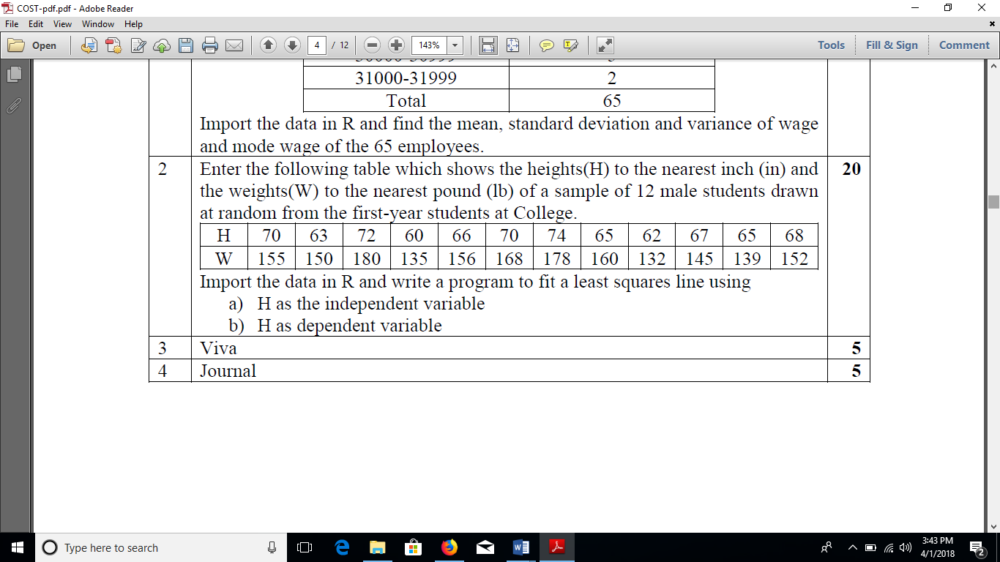 COST-pdf.pdf - Adobe Reader
File Edit View Window Help
Open 4 / 12 143% Tools Fill & Sign Comment
31000-31999 2
Total 65
Import the data in R and find the mean, standard deviation and variance of wage
and mode wage of the 65 employees.
2 Enter the following table which shows the heights(H) to the nearest inch (in) and 20
the weights(W) to the nearest pound (lb) of a sample of 12 male students drawn
at random from the first-year students at College.
H 70 63 72 60 66 70 74 65 62 67 65 68
W 155 150 180 135 156 168 178 160 132 145 139 152
Import the data in R and write a program to fit a least squares line using
a) H as the independent variable
b) H as dependent variable
3 Viva 5
4 Journal 5
Type here to search
3:43 PM
4/1/2018
2